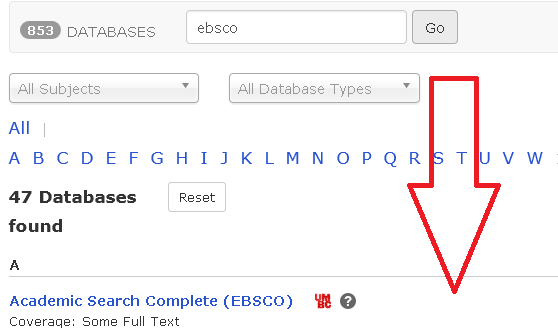 853 DATABASES ebsco Go
All Subjects All Database Types
All |
A B C D E F G H I J K L M N O P Q R S T U V W
47 Databases Reset
found
A
Academic Search Complete (EBSCO) UMBC ?
Coverage: Some Full Text